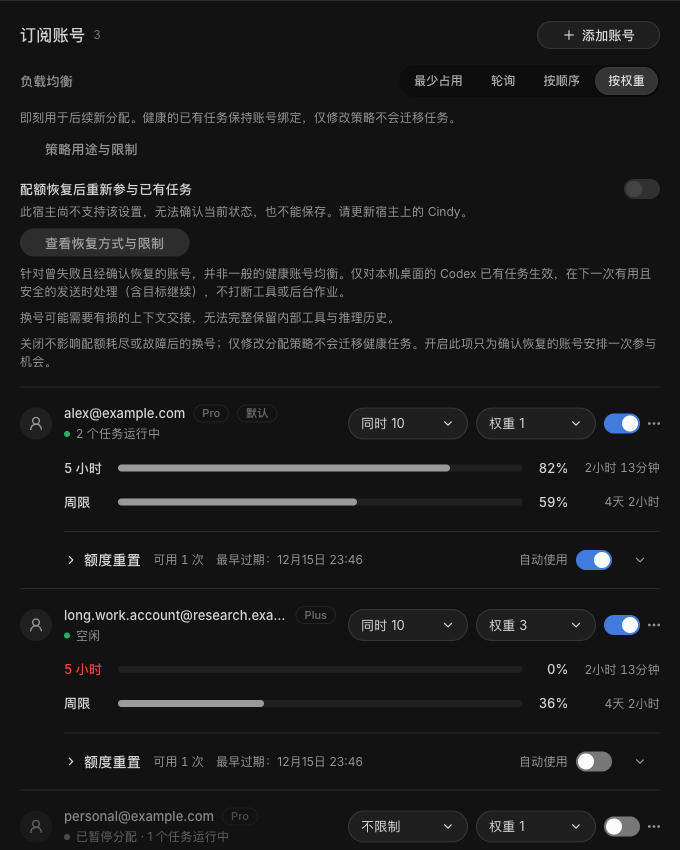 订阅账号 3
＋ 添加账号
负载均衡
最少占用 轮询 按顺序 按权重
即刻用于后续新分配。健康的已有任务保持账号绑定，仅修改策略不会迁移任务。
策略用途与限制
配额恢复后重新参与已有任务
此宿主尚不支持该设置，无法确认当前状态，也不能保存。请更新宿主上的 Cindy。
查看恢复方式与限制
针对曾失败且经确认恢复的账号，并非一般的健康账号均衡。仅对本机桌面的 Codex 已有任务生效，在下一次有用且
安全的发送时处理（含目标继续），不打断工具或后台作业。
换号可能需要有损的上下文交接，无法完整保留内部工具与推理历史。
关闭不影响配额耗尽或故障后的换号；仅修改分配策略不会迁移健康任务。开启此项只为确认恢复的账号安排一次参与
机会。
alex@example.com Pro 默认
2 个任务运行中
同时 10 权重 1
5 小时 82% 2小时 13分钟
周限 59% 4天 2小时
额度重置 可用 1 次 最早过期：12月15日 23:46 自动使用
long.work.account@research.exa... Plus
空闲
同时 10 权重 3
5 小时 0% 2小时 13分钟
周限 36% 4天 2小时
额度重置 可用 1 次 最早过期：12月15日 23:46 自动使用
personal@example.com Pro
已暂停分配 · 1 个任务运行中
不限制 权重 1